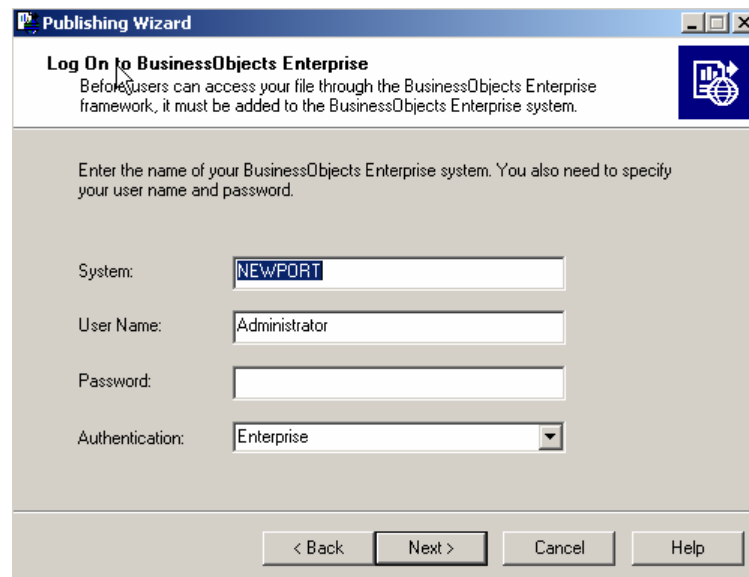 Publishing Wizard
Log On to BusinessObjects Enterprise
Before users can access your file through the BusinessObjects Enterprise
framework, it must be added to the BusinessObjects Enterprise system.
Enter the name of your BusinessObjects Enterprise system. You also need to specify
your user name and password.
System: NEWPORT
User Name: Administrator
Password:
Authentication: Enterprise
< Back Next > Cancel Help